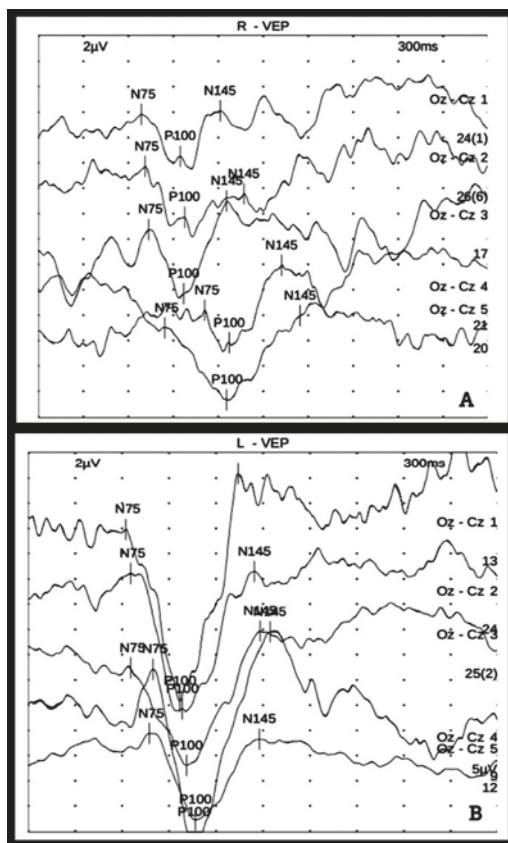 R - VEP
2µV 300ms
N75 N145 Oz - Cz 1
P100
N75 24(1)
Oz - Cz 2
P100 N145 N145
N75 26(6)
Oz - Cz 3
17
N145
P100 N75 Oz - Cz 4
N75 N145 Oz - Cz 5
P100 21
20
P100
A
L - VEP
2µV 300ms
N75
Oz - Cz 1
N75 N145 13
Oz - Cz 2
N145 N145 24
Oz - Cz 3
N75 N75
P100 25(2)
P100
N75 N145 Oz - Cz 4
P100 Oz - Cz 5
5µV
9
P100 12
P100
B